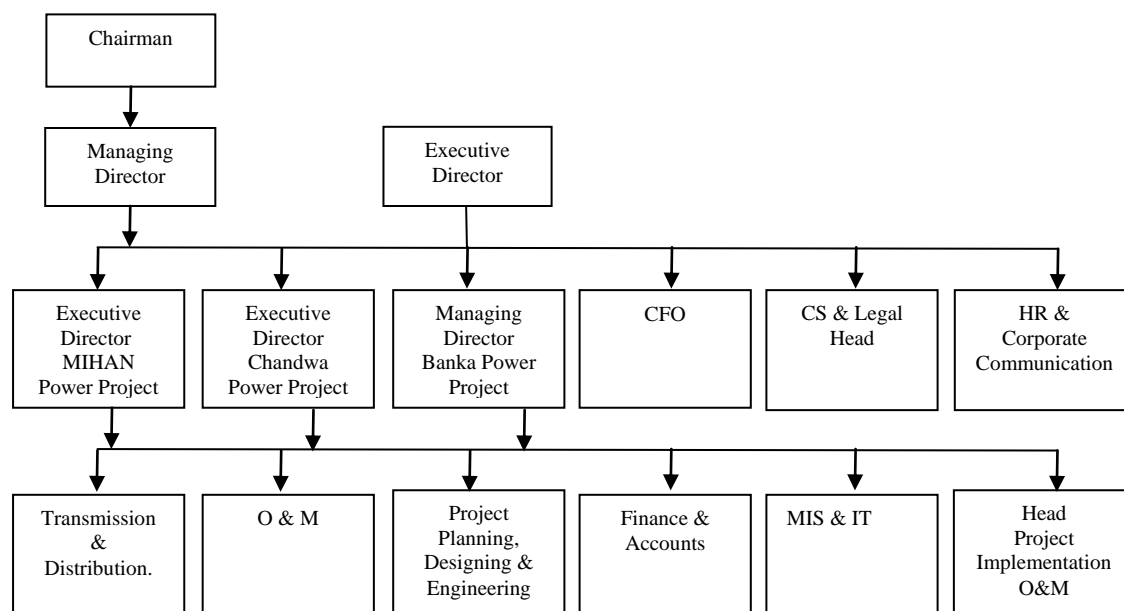 Chairman
Managing
Director
Executive
Director
Executive
Director
MIHAN
Power Project
Executive
Director
Chandwa
Power Project
Managing
Director
Banka Power
Project
CFO
CS & Legal
Head
HR &
Corporate
Communication
Transmission
&
Distribution.
O & M
Project
Planning,
Designing &
Engineering
Finance &
Accounts
MIS & IT
Head
Project
Implementation
O&M